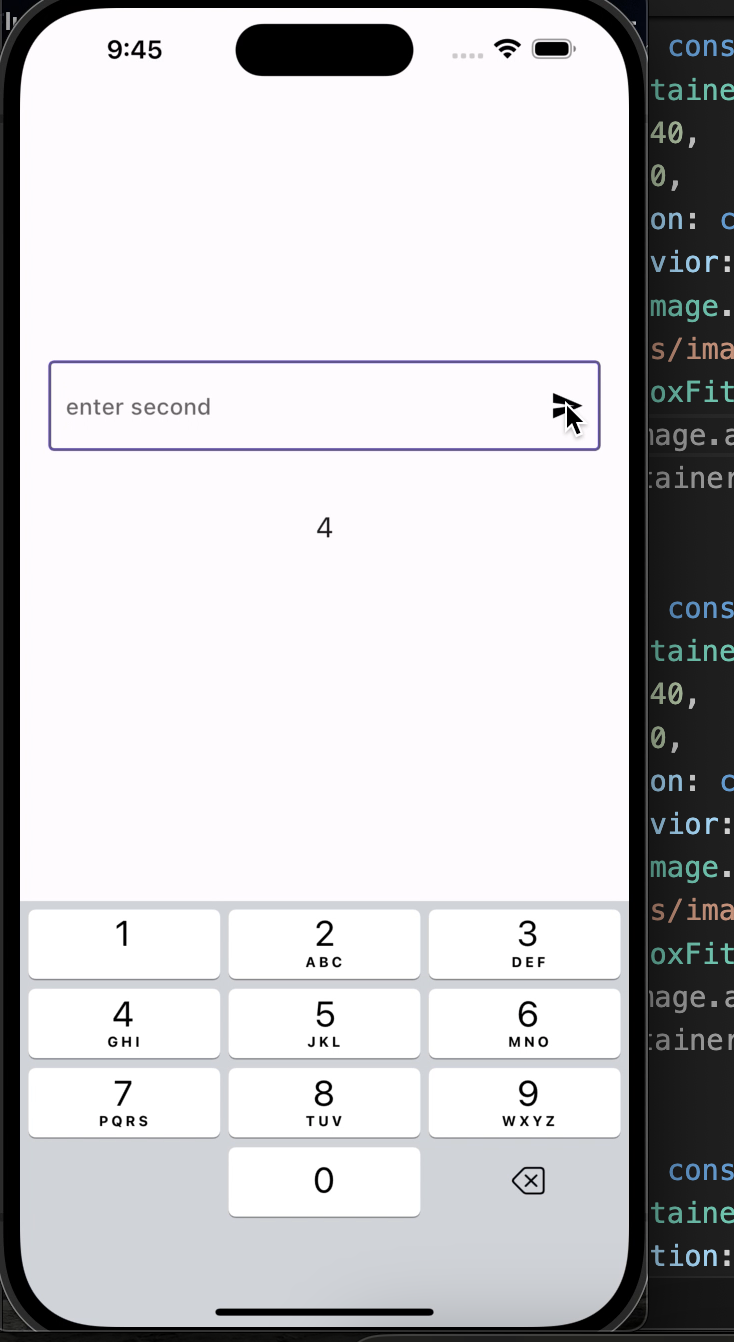 9:45
enter second
4
1
2
ABC
3
DEF
4
GHI
5
JKL
6
MNO
7
PQRS
8
TUV
9
WXYZ
0
cons
taine
40,
0,
on: c
vior:
mage.
s/ima
oxFit
mage.a
tainer
cons
taine
40,
0,
on: c
vior:
mage.
s/ima
oxFit
mage.a
tainer
cons
taine
tion: